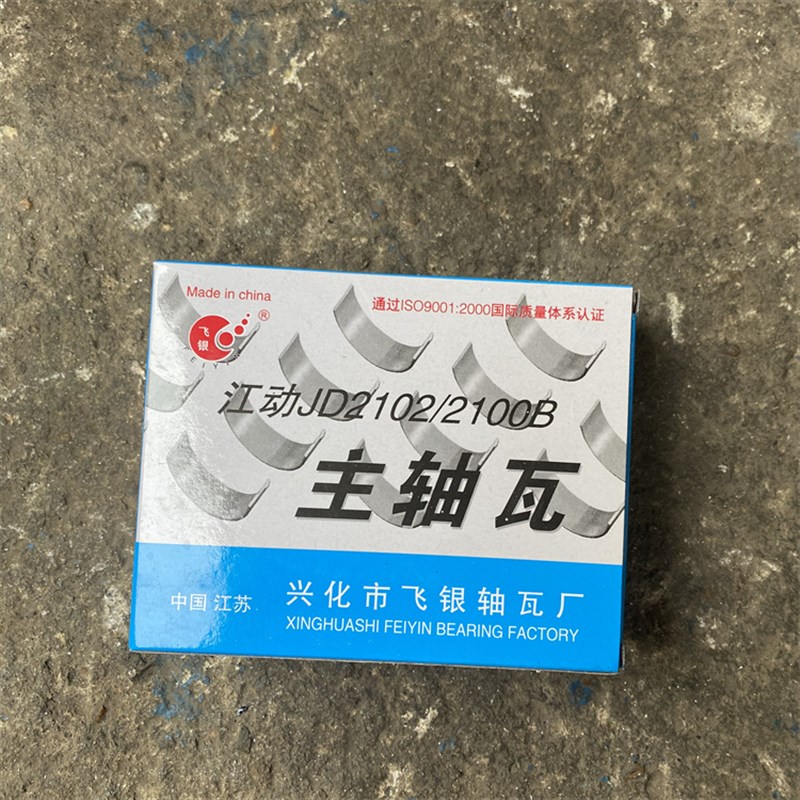 Made in china
通过ISO9001:2000国际质量体系认证
飞银
®
FEIYIN
江动JD2102/2100B
主轴瓦
中国 江苏
兴化市飞银轴瓦厂
XINGHUASHI FEIYIN BEARING FACTORY